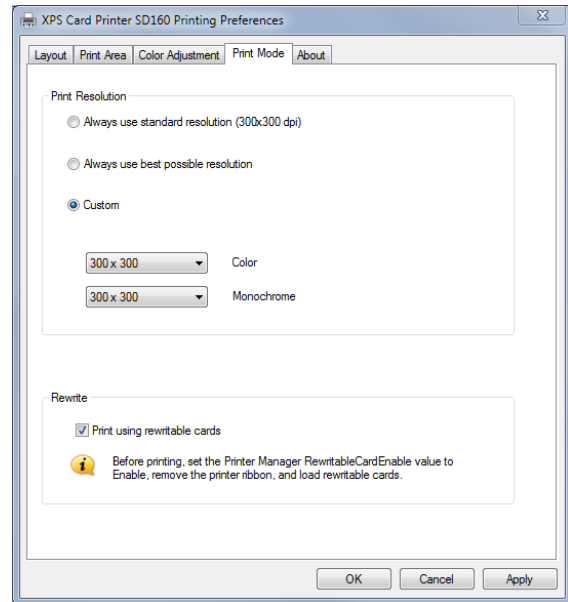 XPS Card Printer SD160 Printing Preferences
Layout Print Area Color Adjustment Print Mode About
Print Resolution
Always use standard resolution (300x300 dpi)
Always use best possible resolution
Custom
300 x 300 Color
300 x 300 Monochrome
Rewrite
Print using rewritable cards
Before printing, set the Printer Manager RewritableCardEnable value to
Enable, remove the printer ribbon, and load rewritable cards.
OK Cancel Apply